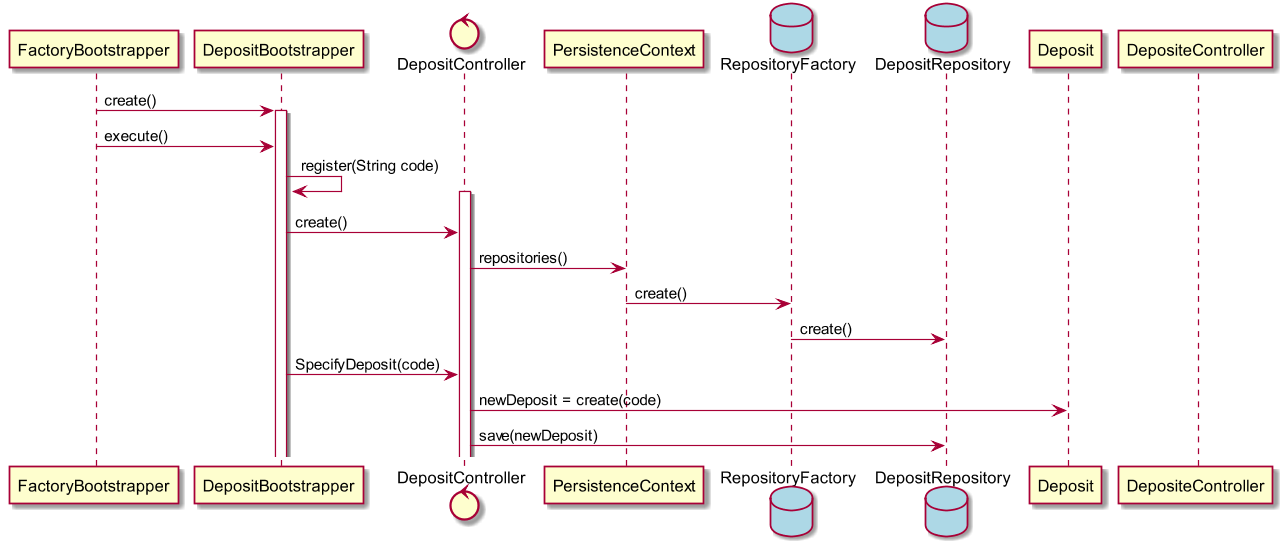 FactoryBootstrapper
DepositBootstrapper
DepositController
PersistenceContext
RepositoryFactory
DepositRepository
Deposit
DepositeController
create()
execute()
register(String code)
create()
repositories()
create()
create()
SpecifyDeposit(code)
newDeposit = create(code)
save(newDeposit)
FactoryBootstrapper
DepositBootstrapper
DepositController
PersistenceContext
RepositoryFactory
DepositRepository
Deposit
DepositeController